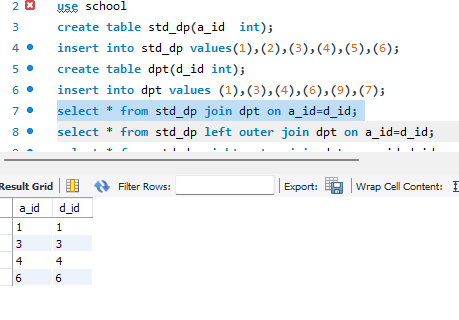 2 use school
3 create table std_dp(a_id  int);
4 insert into std_dp values(1),(2),(3),(4),(5),(6);
5 create table dpt(d_id int);
6 insert into dpt values (1),(3),(4),(6),(9),(7);
7 select * from std_dp join dpt on a_id=d_id;
8 select * from std_dp left outer join dpt on a_id=d_id;
Result Grid Filter Rows: Export: Wrap Cell Content:
a_id d_id
1 1
3 3
4 4
6 6